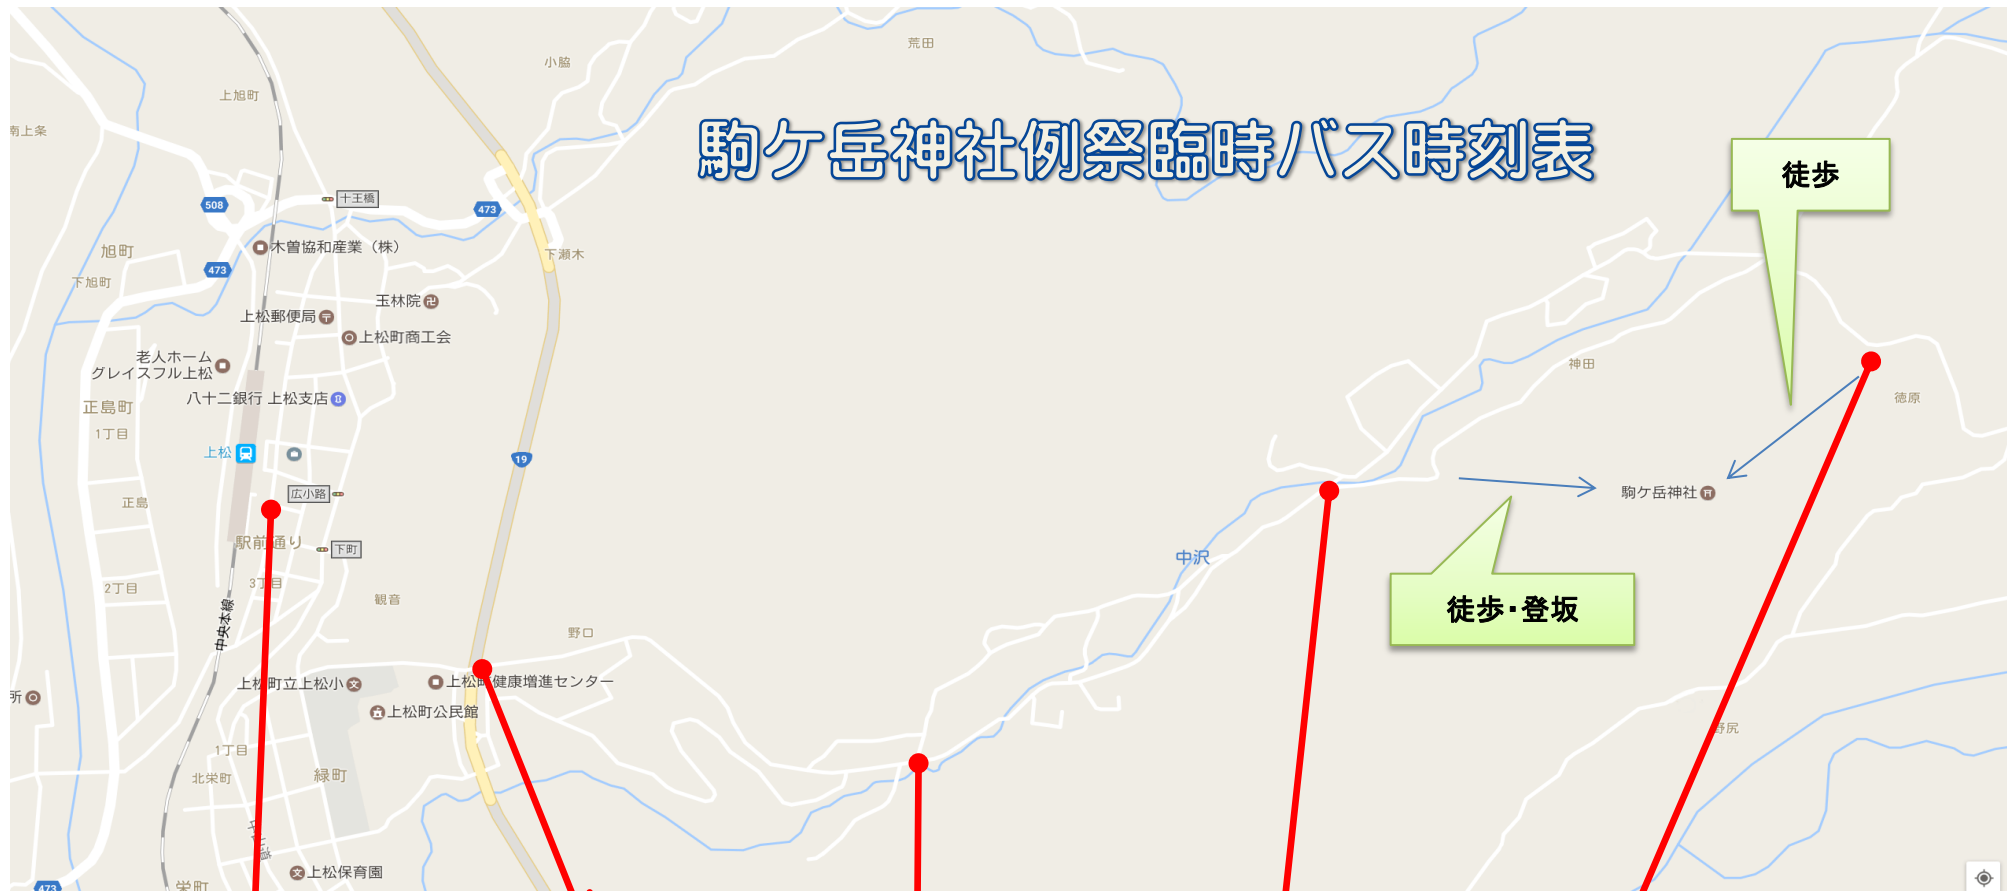 荒田
小脇
上旭町
南上条
駒ケ岳神社例祭臨時バス時刻表
徒歩
十王橋
508
473
旭町
木曽協和産業（株）
下瀬木
473
下旭町
玉林院
上松郵便局
上松町商工会
老人ホーム
グレイスフル上松
神田
八十二銀行 上松支店
徳原
正島町
1丁目
上松
19
広小路
正島
駒ケ岳神社
駅前通り
下町
中沢
3丁目
2丁目
観音
徒歩・登坂
中央本線
野口
上松町立上松小
上松町健康増進センター
所
上松町公民館
野尻
1丁目
北栄町
緑町
中山道
上松保育園
473
栄町